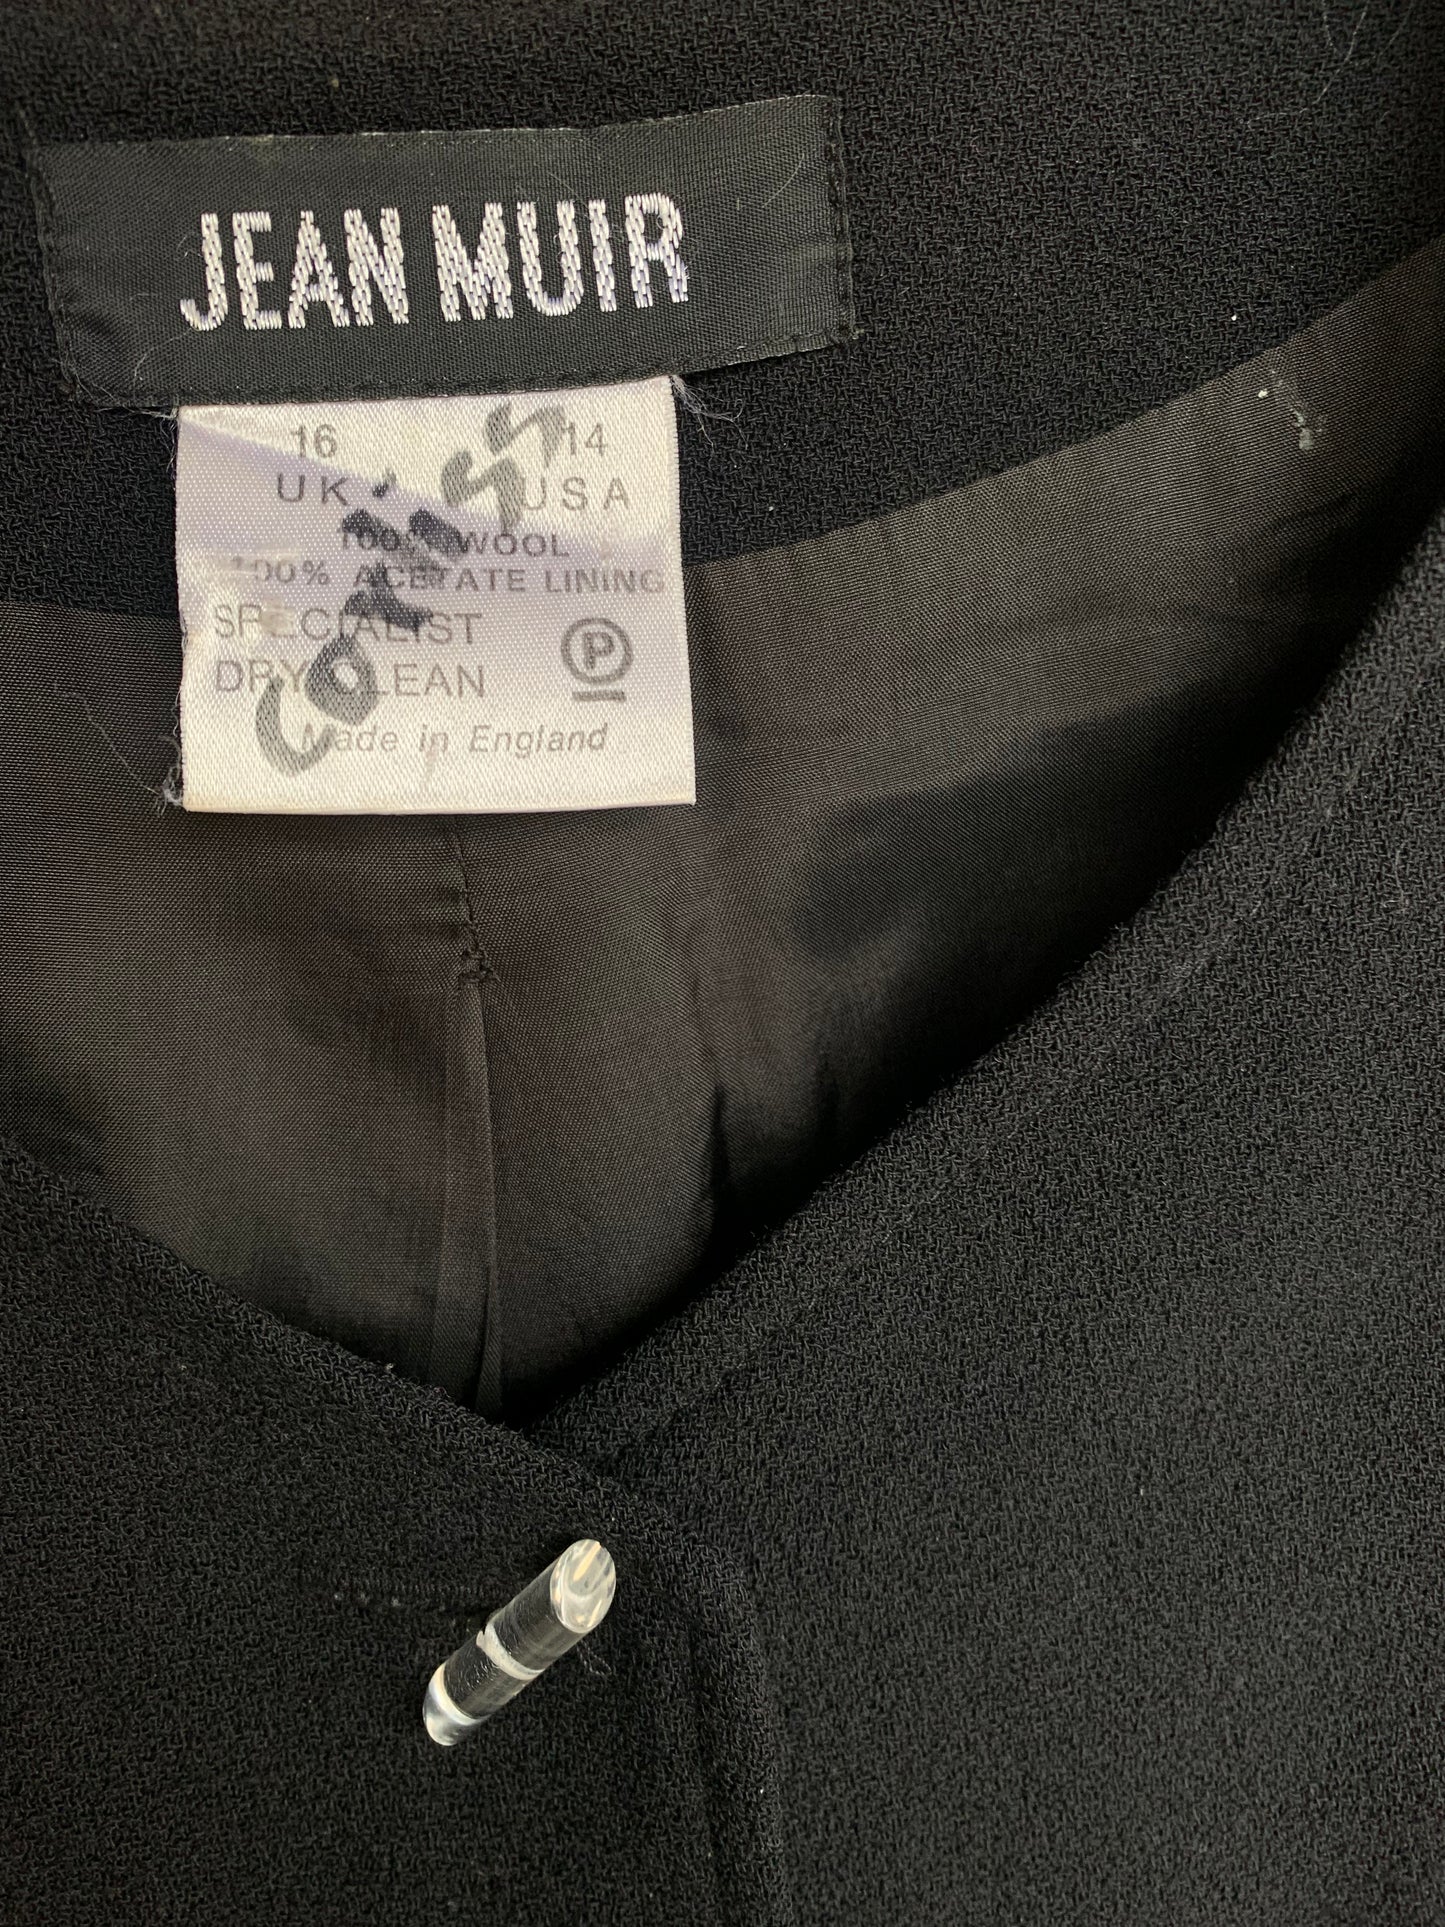 JEAN MUIR
16 14
UK USA
100% WOOL
100% ACETATE LINING
SPECIALIST
DRY CLEAN
P
Made in England